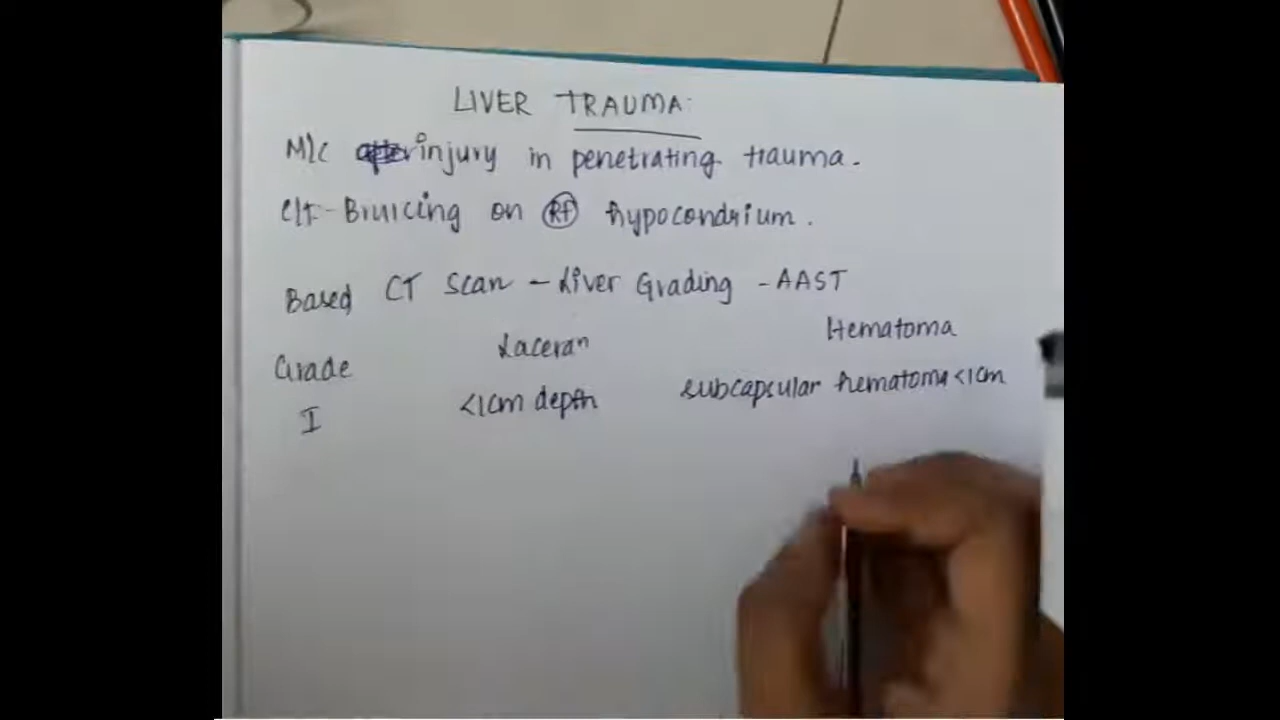 LIVER TRAUMA
M/c injury in penetrating trauma.
C/f - Bruicing on Rt hypocondrium.
Based CT Scan - Liver Grading - AAST
Grade Laceraⁿ Hematoma
I <1cm depth subcapsular hematoma <1cm